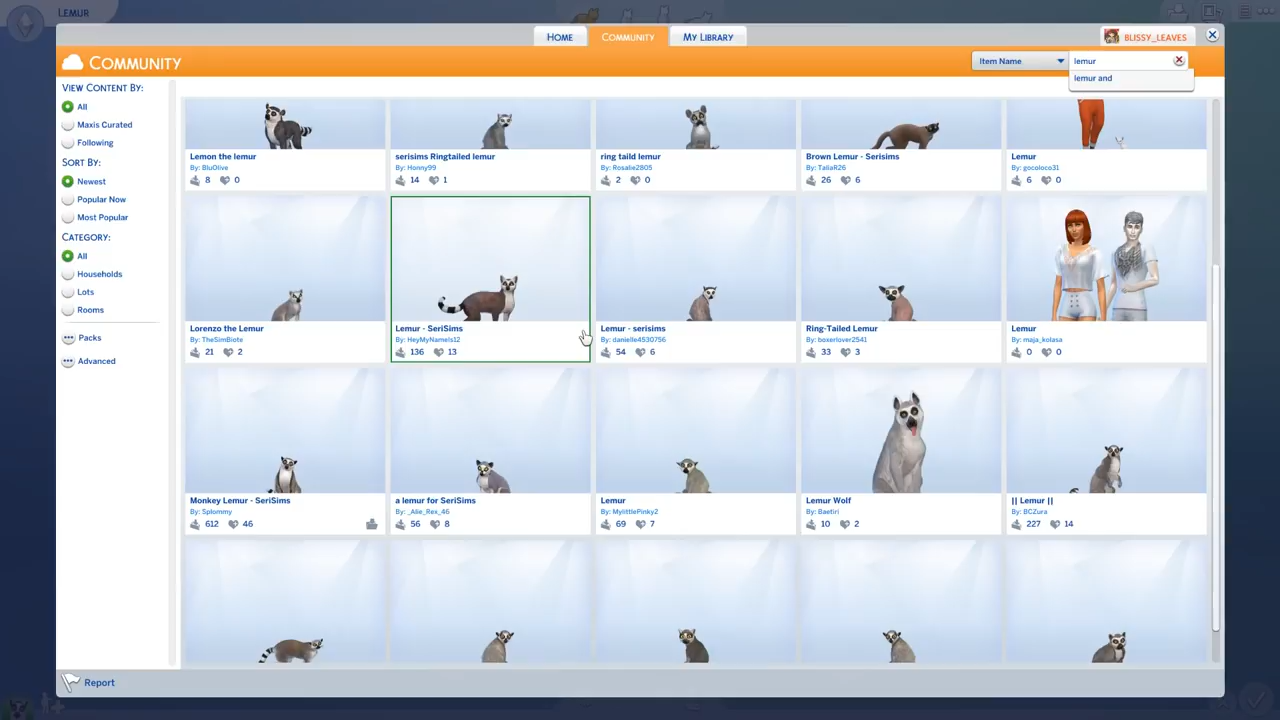 LEMUR
HOME
COMMUNITY
MY LIBRARY
BLISSY_LEAVES
COMMUNITY
Item Name
lemur
lemur and
VIEW CONTENT BY:
All
Maxis Curated
Following
SORT BY:
Newest
Popular Now
Most Popular
CATEGORY:
All
Households
Lots
Rooms
Packs
Advanced
Lemon the lemur
By: BluOlive
8 0
serisims Ringtailed lemur
By: Honny99
14 1
ring taild lemur
By: Rosalie2805
2 0
Brown Lemur - Serisims
By: TailaR26
26 6
Lemur
By: gocoloco31
6 0
Lorenzo the Lemur
By: TheSimBiote
21 2
Lemur - SeriSims
By: HeyMyNameIs12
136 13
Lemur - serisims
By: danielle4530756
54 6
Ring-Tailed Lemur
By: boxerlover2541
33 3
Lemur
By: maja_kolasa
0 0
Monkey Lemur - SeriSims
By: Splommy
612 46
a lemur for SeriSims
By: _Alie_Rex_46
56 8
Lemur
By: MylittlePinky2
69 7
Lemur Wolf
By: Baetiri
10 2
|| Lemur ||
By: BCZura
227 14
Report